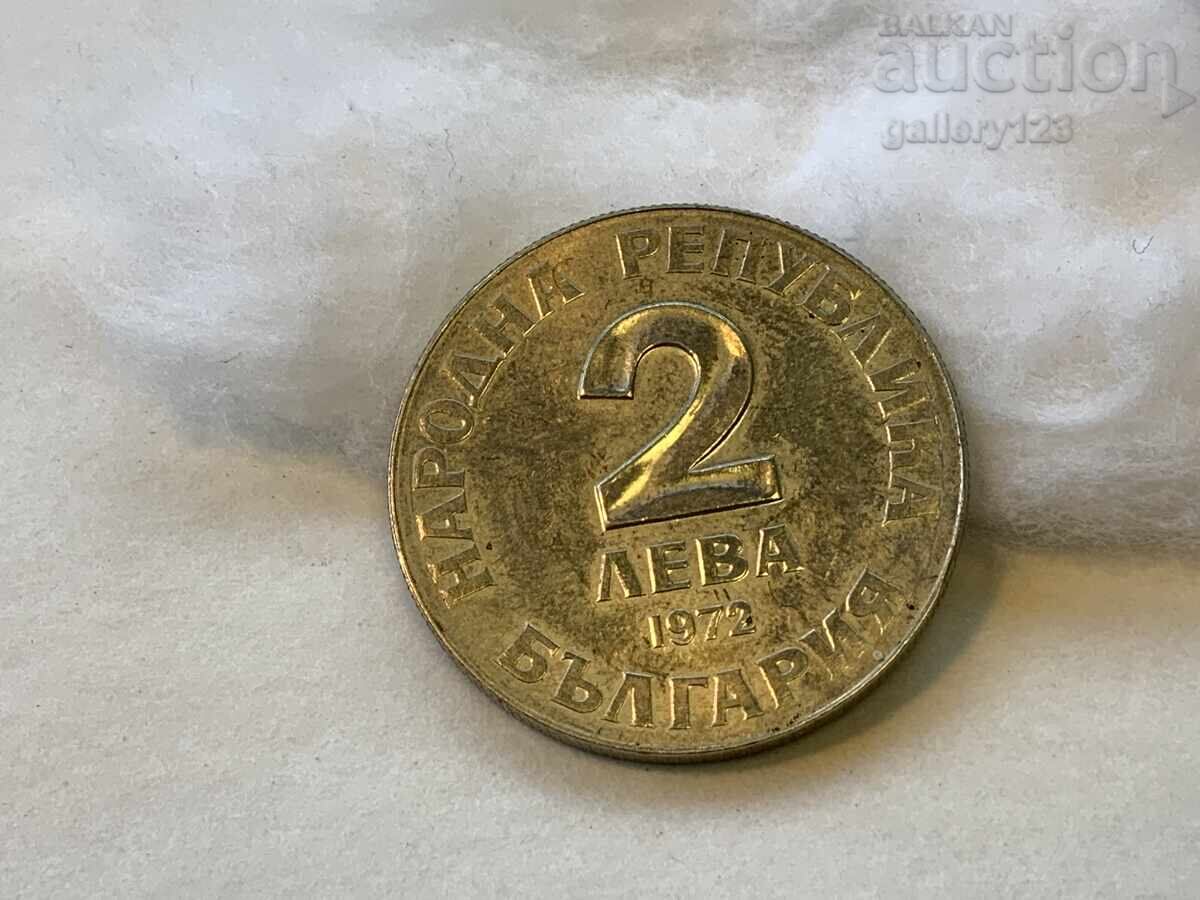 BALKAN
auction
gallery123
НАРОДНА РЕПУБЛИКА
2
ЛЕВА
1972
БЪЛГАРИЯ